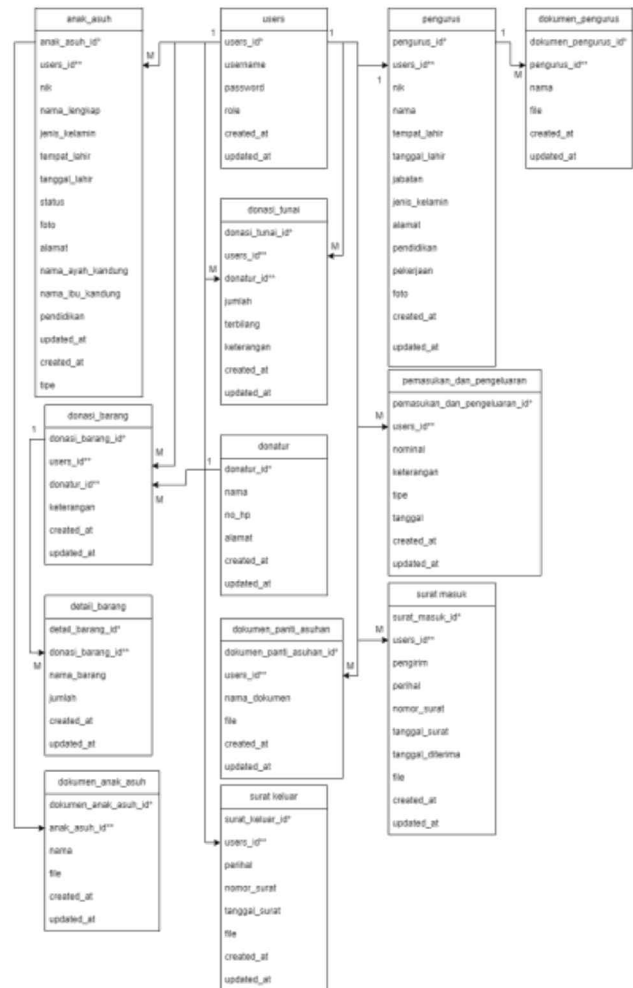 anak_asuh
anak_asuh_id*
users_id**
nik
nama_lengkap
jenis_kelamin
tempat_lahir
tanggal_lahir
status
foto
alamat
nama_ayah_kandung
nama_ibu_kandung
pendidikan
updated_at
created_at
tipe
users
users_id*
username
password
role
created_at
updated_at
pengurus
pengurus_id*
users_id**
nik
nama
tempat_lahir
tanggal_lahir
jabatan
jenis_kelamin
alamat
pendidikan
pekerjaan
foto
created_at
updated_at
dokumen_pengurus
dokumen_pengurus_id*
pengurus_id**
nama
file
created_at
updated_at
donasi_tunai
donasi_tunai_id*
users_id**
donatur_id**
jumlah
terbilang
keterangan
created_at
updated_at
donasi_barang
donasi_barang_id*
users_id**
donatur_id**
keterangan
created_at
updated_at
donatur
donatur_id*
nama
no_hp
alamat
created_at
updated_at
pemasukan_dan_pengeluaran
pemasukan_dan_pengeluaran_id*
users_id**
nominal
keterangan
tipe
tanggal
created_at
updated_at
detail_barang
detail_barang_id*
donasi_barang_id**
nama_barang
jumlah
created_at
updated_at
dokumen_panti_asuhan
dokumen_panti_asuhan_id*
users_id**
nama_dokumen
file
created_at
updated_at
surat masuk
surat_masuk_id*
users_id**
pengirim
perihal
nomor_surat
tanggal_surat
tanggal_diterima
file
created_at
updated_at
dokumen_anak_asuh
dokumen_anak_asuh_id*
anak_asuh_id**
nama
file
created_at
updated_at
surat keluar
surat_keluar_id*
users_id**
perihal
nomor_surat
tanggal_surat
file
created_at
updated_at
1
1
1
M
1
M
M
M
1
M
1
M
M
M
M
M